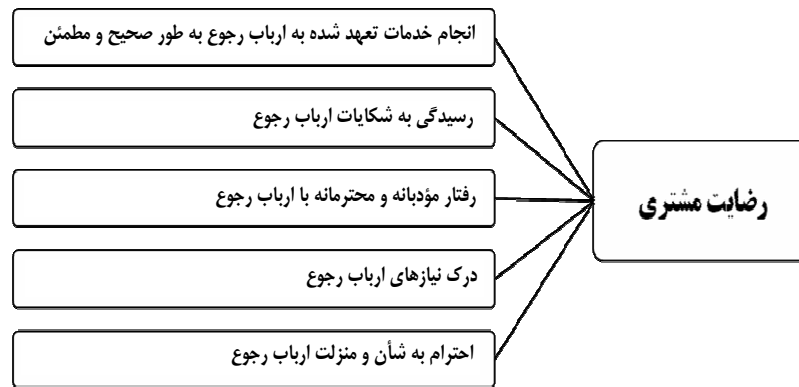 رضایت مشتری
انجام خدمات تعهد شده به ارباب رجوع به طور صحیح و مطمئن
رسیدگی به شکایات ارباب رجوع
رفتار مؤدبانه و محترمانه با ارباب رجوع
درک نیازهای ارباب رجوع
احترام به شأن و منزلت ارباب رجوع